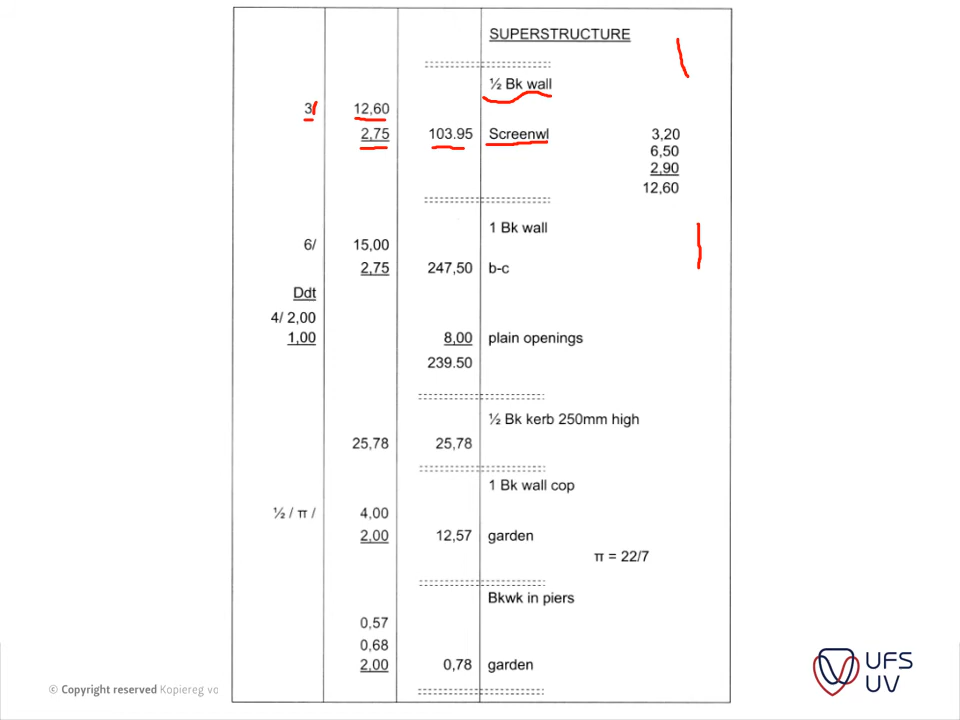 SUPERSTRUCTURE
½ Bk wall
3/ 12,60
2,75 103.95 Screenwl 3,20
6,50
2,90
12,60
1 Bk wall
6/ 15,00
2,75 247,50 b-c
Ddt
4/ 2,00
1,00 8,00 plain openings
239.50
½ Bk kerb 250mm high
25,78 25,78
1 Bk wall cop
½ / π / 4,00
2,00 12,57 garden
π = 22/7
Bkwk in piers
0,57
0,68
2,00 0,78 garden
© Copyright reserved Kopiereg vo
UFS
UV